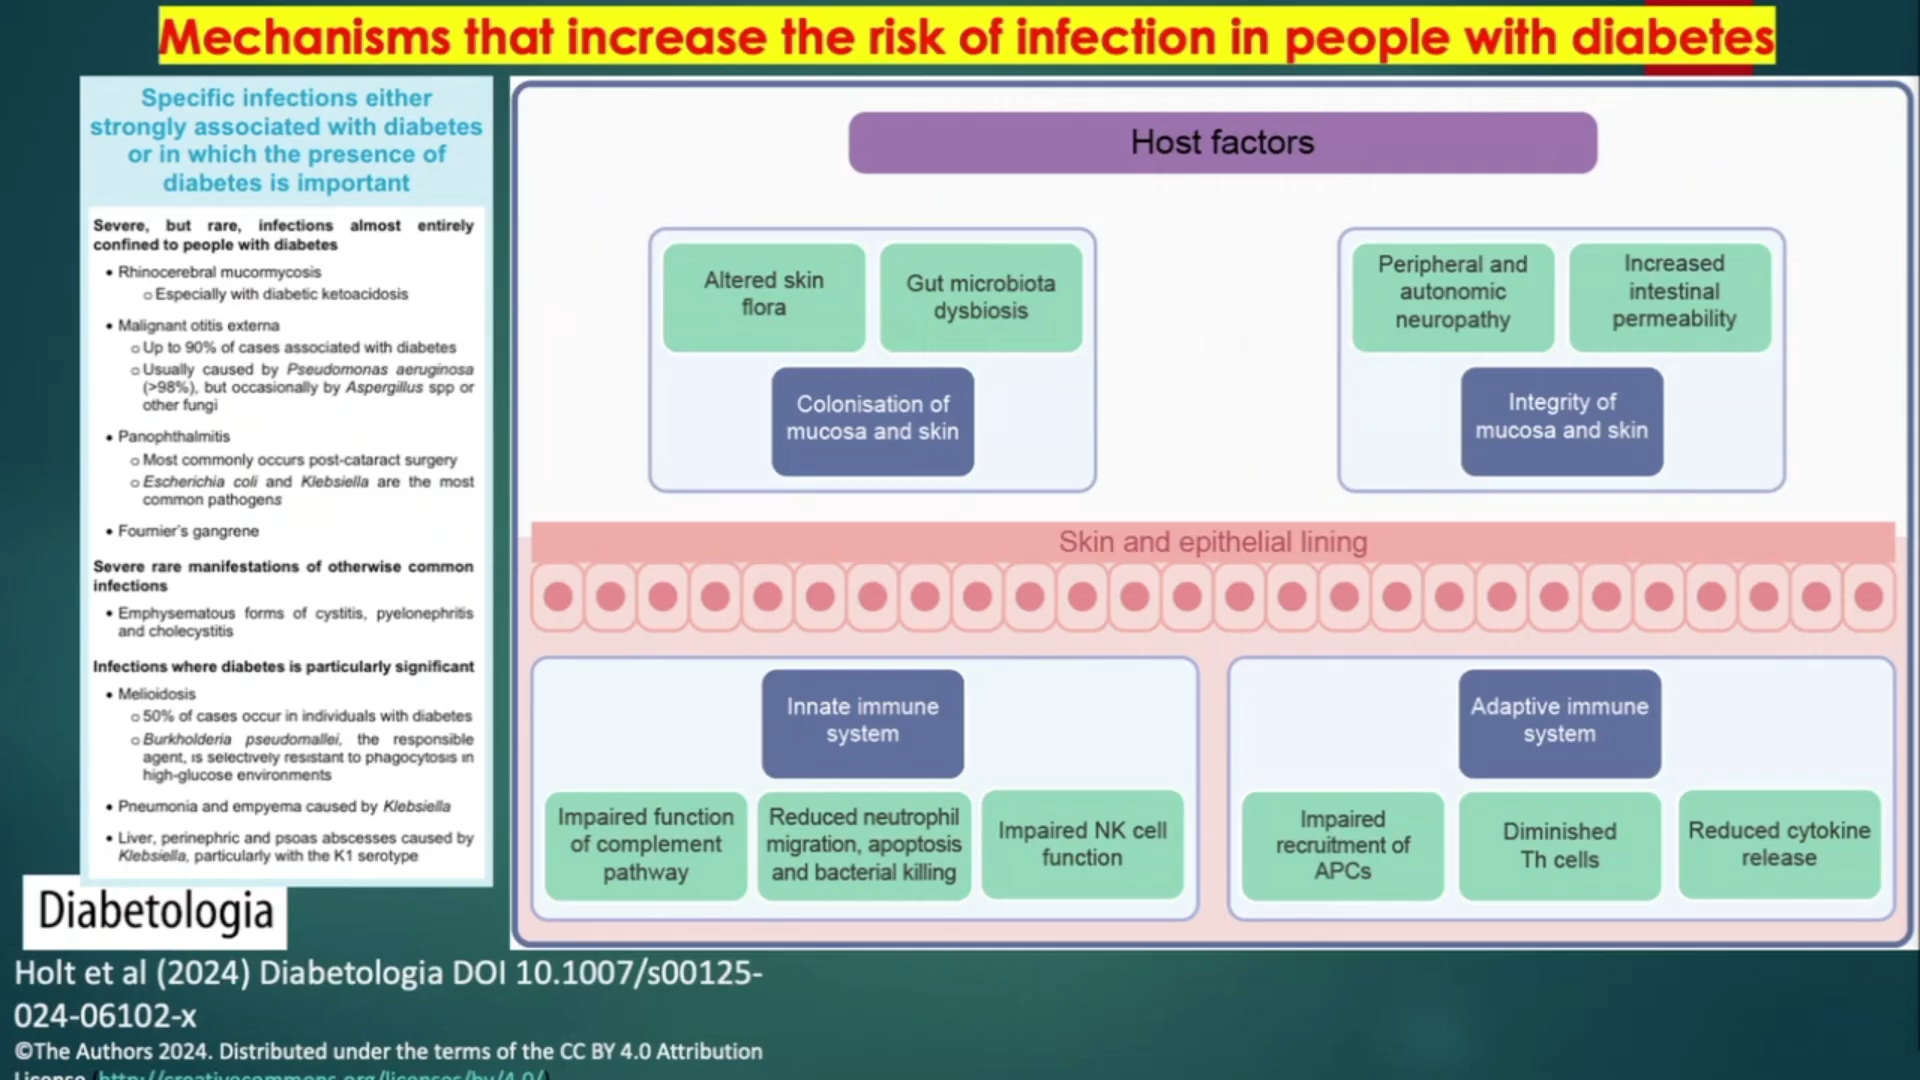 Mechanisms that increase the risk of infection in people with diabetes
Specific infections either
strongly associated with diabetes
or in which the presence of
diabetes is important
Severe, but rare, infections almost entirely
confined to people with diabetes
• Rhinocerebral mucormycosis
o Especially with diabetic ketoacidosis
• Malignant otitis externa
o Up to 90% of cases associated with diabetes
o Usually caused by Pseudomonas aeruginosa
(>98%), but occasionally by Aspergillus spp or
other fungi
• Panophthalmitis
o Most commonly occurs post-cataract surgery
o Escherichia coli and Klebsiella are the most
common pathogens
• Fournier's gangrene
Severe rare manifestations of otherwise common
infections
• Emphysematous forms of cystitis, pyelonephritis
and cholecystitis
Infections where diabetes is particularly significant
• Melioidosis
o 50% of cases occur in individuals with diabetes
o Burkholderia pseudomallei, the responsible
agent, is selectively resistant to phagocytosis in
high-glucose environments
• Pneumonia and empyema caused by Klebsiella
• Liver, perinephric and psoas abscesses caused by
Klebsiella, particularly with the K1 serotype
Host factors
Altered skin
flora
Gut microbiota
dysbiosis
Colonisation of
mucosa and skin
Peripheral and
autonomic
neuropathy
Increased
intestinal
permeability
Integrity of
mucosa and skin
Skin and epithelial lining
Innate immune
system
Impaired function
of complement
pathway
Reduced neutrophil
migration, apoptosis
and bacterial killing
Impaired NK cell
function
Adaptive immune
system
Impaired
recruitment of
APCs
Diminished
Th cells
Reduced cytokine
release
Diabetologia
Holt et al (2024) Diabetologia DOI 10.1007/s00125-
024-06102-x
©The Authors 2024. Distributed under the terms of the CC BY 4.0 Attribution
License (http://creativecommons.org/licenses/by/4.0/)